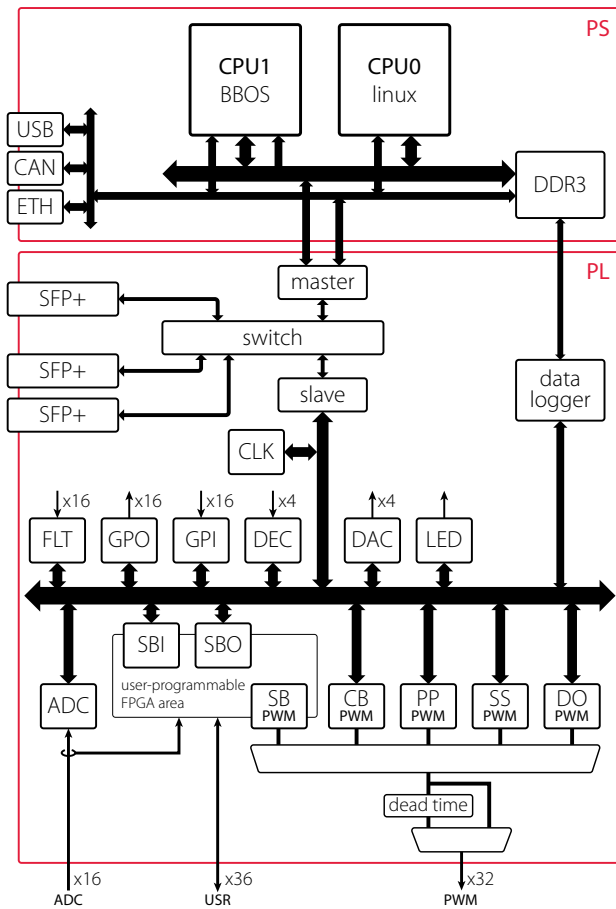 PS
CPU1
BBOS
CPU0
linux
USB
CAN
ETH
DDR3
PL
master
SFP+
switch
SFP+
SFP+
slave
data
logger
CLK
x16
x16
x16
x4
x4
FLT
GPO
GPI
DEC
DAC
LED
SBI
SBO
user-programmable
FPGA area
ADC
SB
PWM
CB
PWM
PP
PWM
SS
PWM
DO
PWM
dead time
x16
x36
x32
ADC
USR
PWM